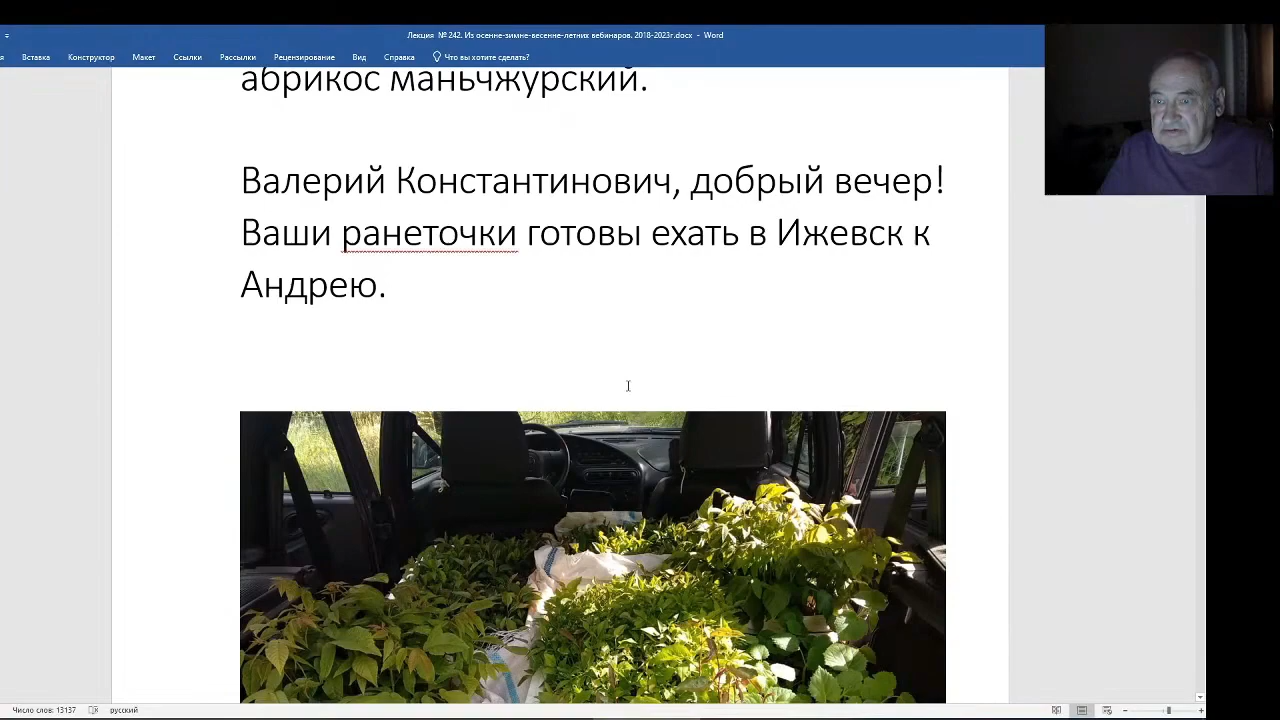 Лекция № 242. Из осенне-зимне-весенне-летних вебинаров. 2018-2023г.docx - Word
Вставка Конструктор Макет Ссылки Рассылки Рецензирование Вид Справка Что вы хотите сделать?
абрикос маньчжурский.
Валерий Константинович, добрый вечер!
Ваши ранеточки готовы ехать в Ижевск к
Андрею.
Число слов: 13137 русский